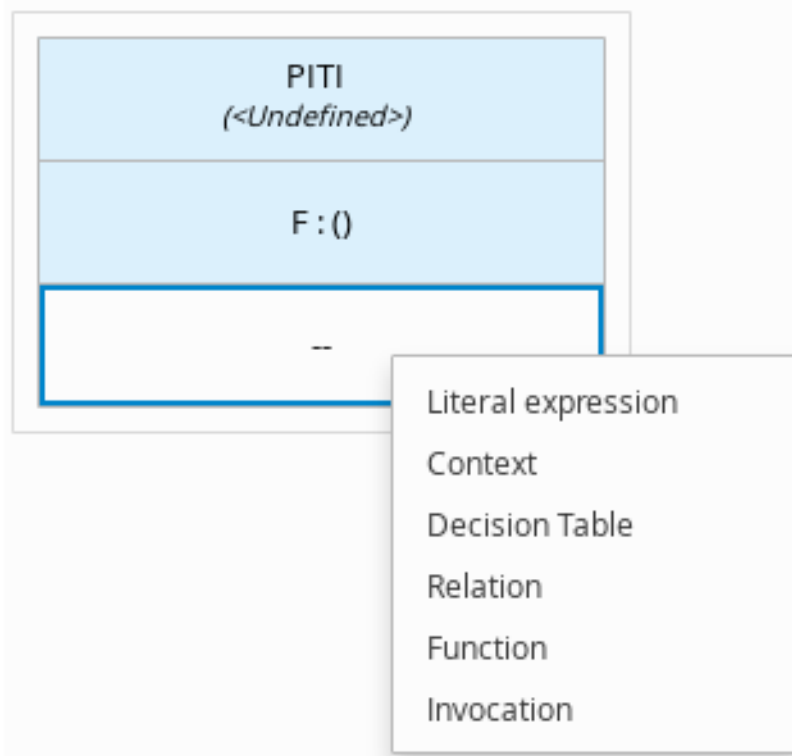 PITI
(<Undefined>)
F : ()
--
Literal expression
Context
Decision Table
Relation
Function
Invocation